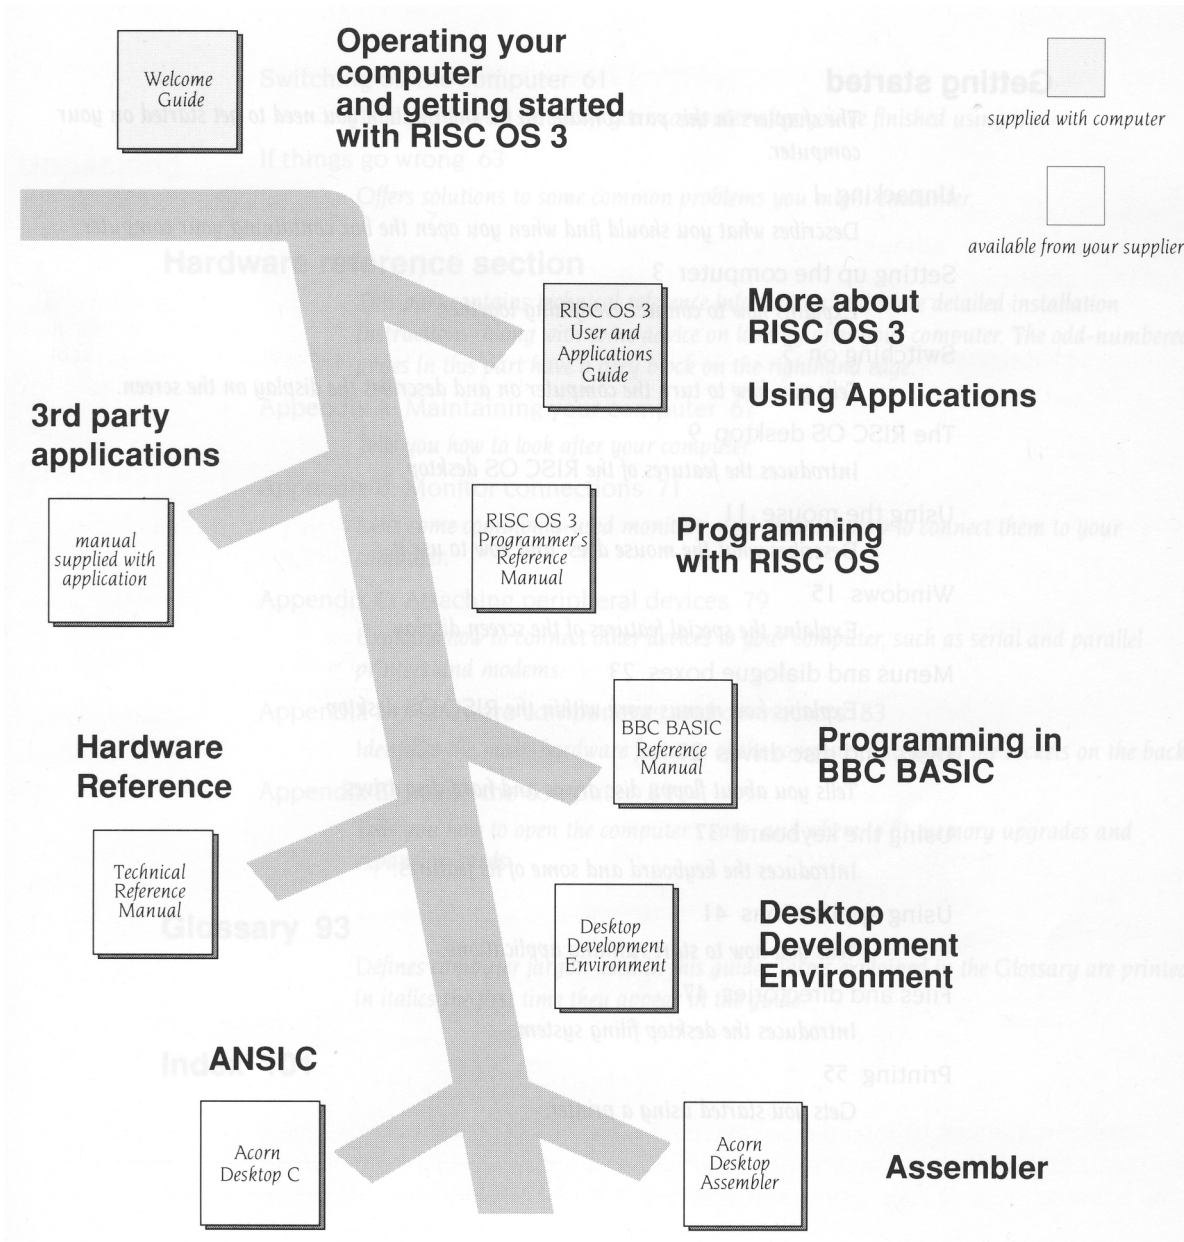 Welcome
Guide
Operating your
computer
and getting started
with RISC OS 3
supplied with computer
available from your supplier
RISC OS 3
User and
Applications
Guide
More about
RISC OS 3
Using Applications
3rd party
applications
manual
supplied with
application
RISC OS 3
Programmer's
Reference
Manual
Programming
with RISC OS
BBC BASIC
Reference
Manual
Programming in
BBC BASIC
Hardware
Reference
Technical
Reference
Manual
Desktop
Development
Environment
Desktop
Development
Environment
ANSI C
Acorn
Desktop C
Acorn
Desktop
Assembler
Assembler